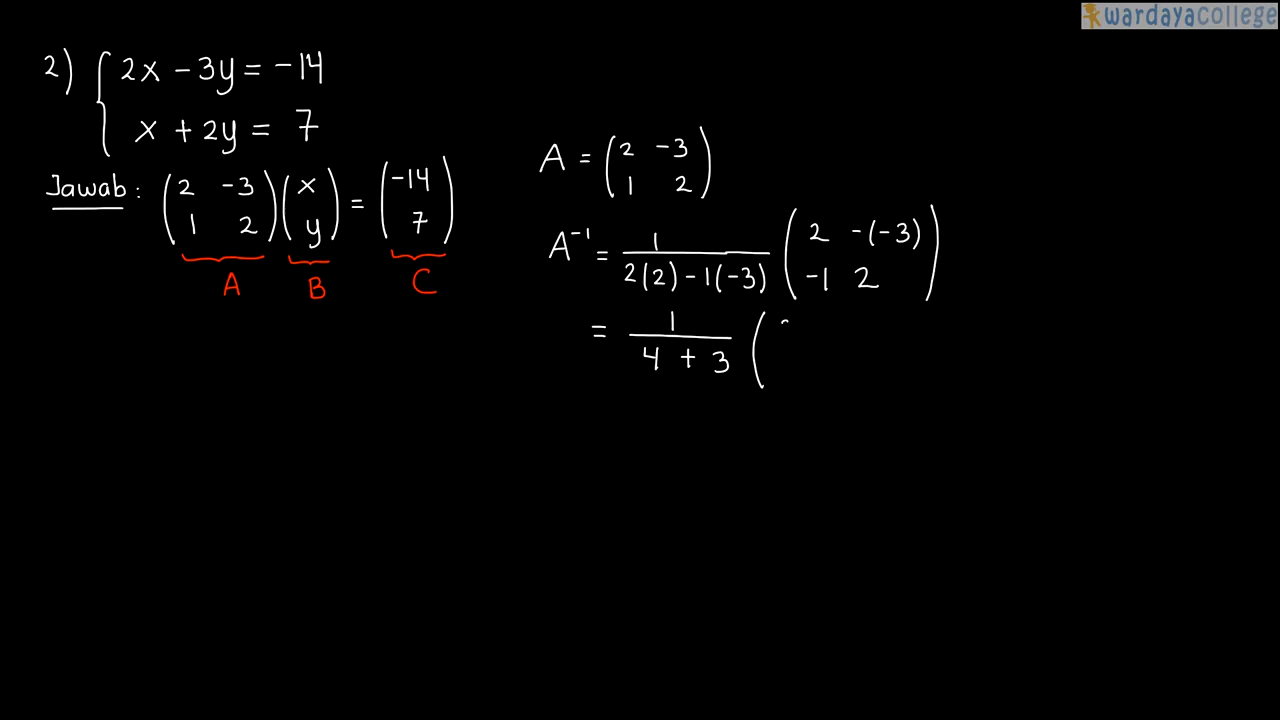 wardayacollege
2) { 2x - 3y = -14
x + 2y = 7
Jawab : ( 2 -3 ) ( x ) = ( -14 )
( 1 2 ) ( y ) ( 7 )
A B C
A = ( 2 -3 )
( 1 2 )
A⁻¹ = 1 / 2(2) - 1(-3) ( 2 -(-3) )
( -1 2 )
= 1 / 4 + 3 (